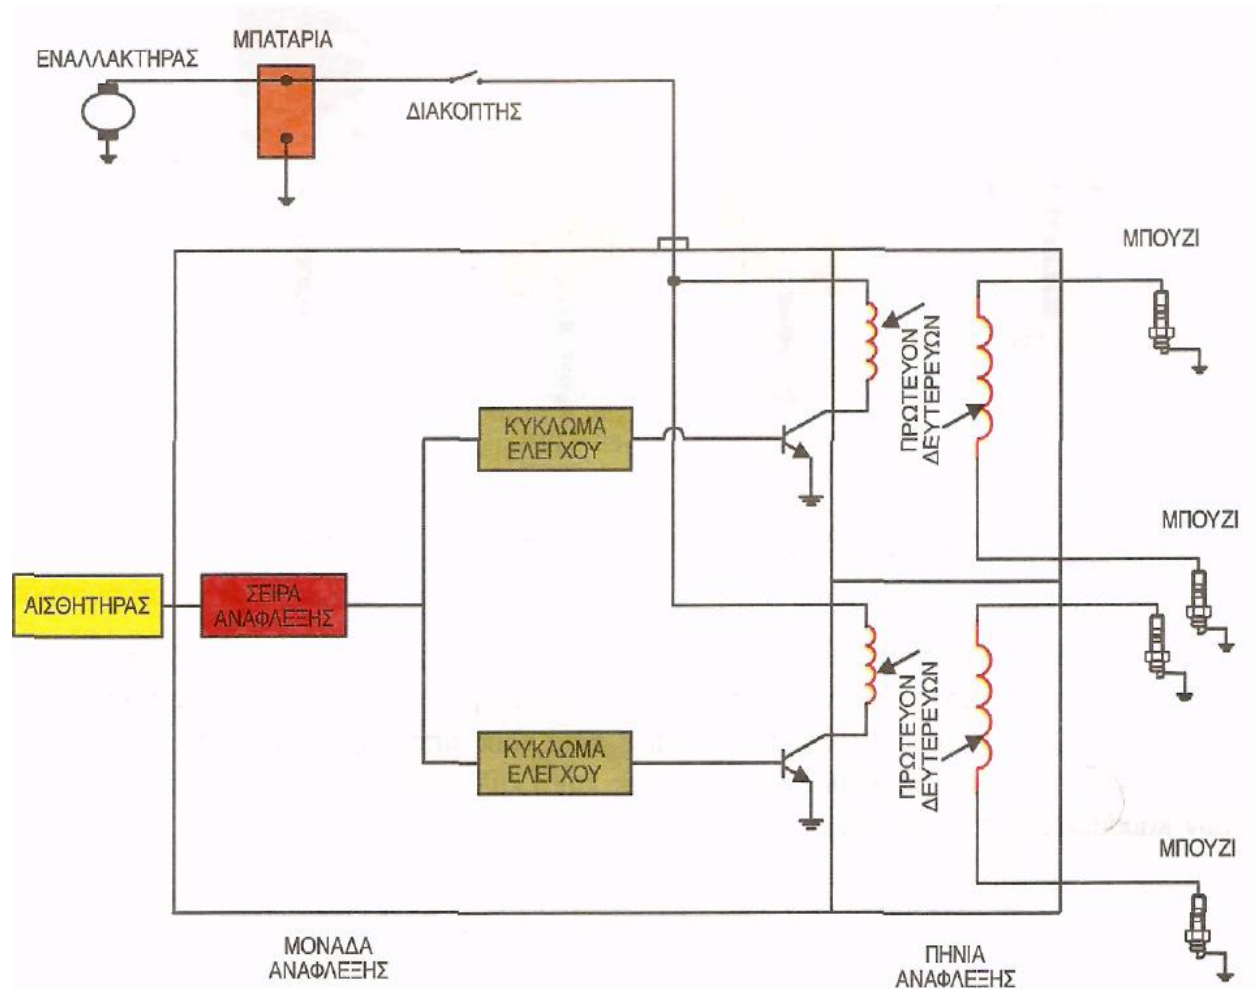 ΜΠΑΤΑΡΙΑ
ΕΝΑΛΛΑΚΤΗΡΑΣ
ΔΙΑΚΟΠΤΗΣ
ΜΠΟΥΖΙ
ΠΡΩΤΕΥΟΝ
ΔΕΥΤΕΡΕΥΩΝ
ΚΥΚΛΩΜΑ
ΕΛΕΓΧΟΥ
ΜΠΟΥΖΙ
ΑΙΣΘΗΤΗΡΑΣ
ΣΕΙΡΑ
ΑΝΑΦΛΕΞΗΣ
ΠΡΩΤΕΥΟΝ
ΔΕΥΤΕΡΕΥΩΝ
ΚΥΚΛΩΜΑ
ΕΛΕΓΧΟΥ
ΜΠΟΥΖΙ
ΜΟΝΑΔΑ
ΑΝΑΦΛΕΞΗΣ
ΠΗΝΙΑ
ΑΝΑΦΛΕΞΗΣ